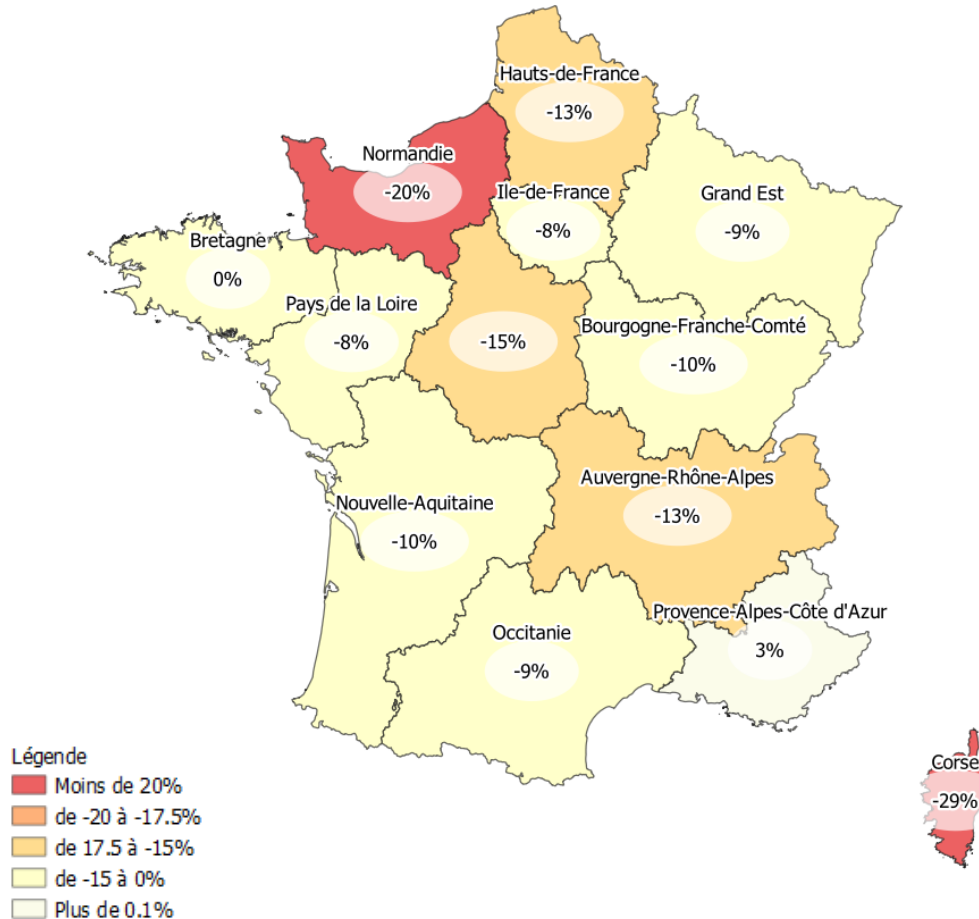 Hauts-de-France
-13%
Normandie
-20%
Ile-de-France
-8%
Grand Est
-9%
Bretagne
0%
Pays de la Loire
-8%
-15%
Bourgogne-Franche-Comté
-10%
Auvergne-Rhône-Alpes
-13%
Nouvelle-Aquitaine
-10%
Provence-Alpes-Côte d'Azur
3%
Occitanie
-9%
Corse
-29%
Légende
Moins de 20%
de -20 à -17.5%
de 17.5 à -15%
de -15 à 0%
Plus de 0.1%